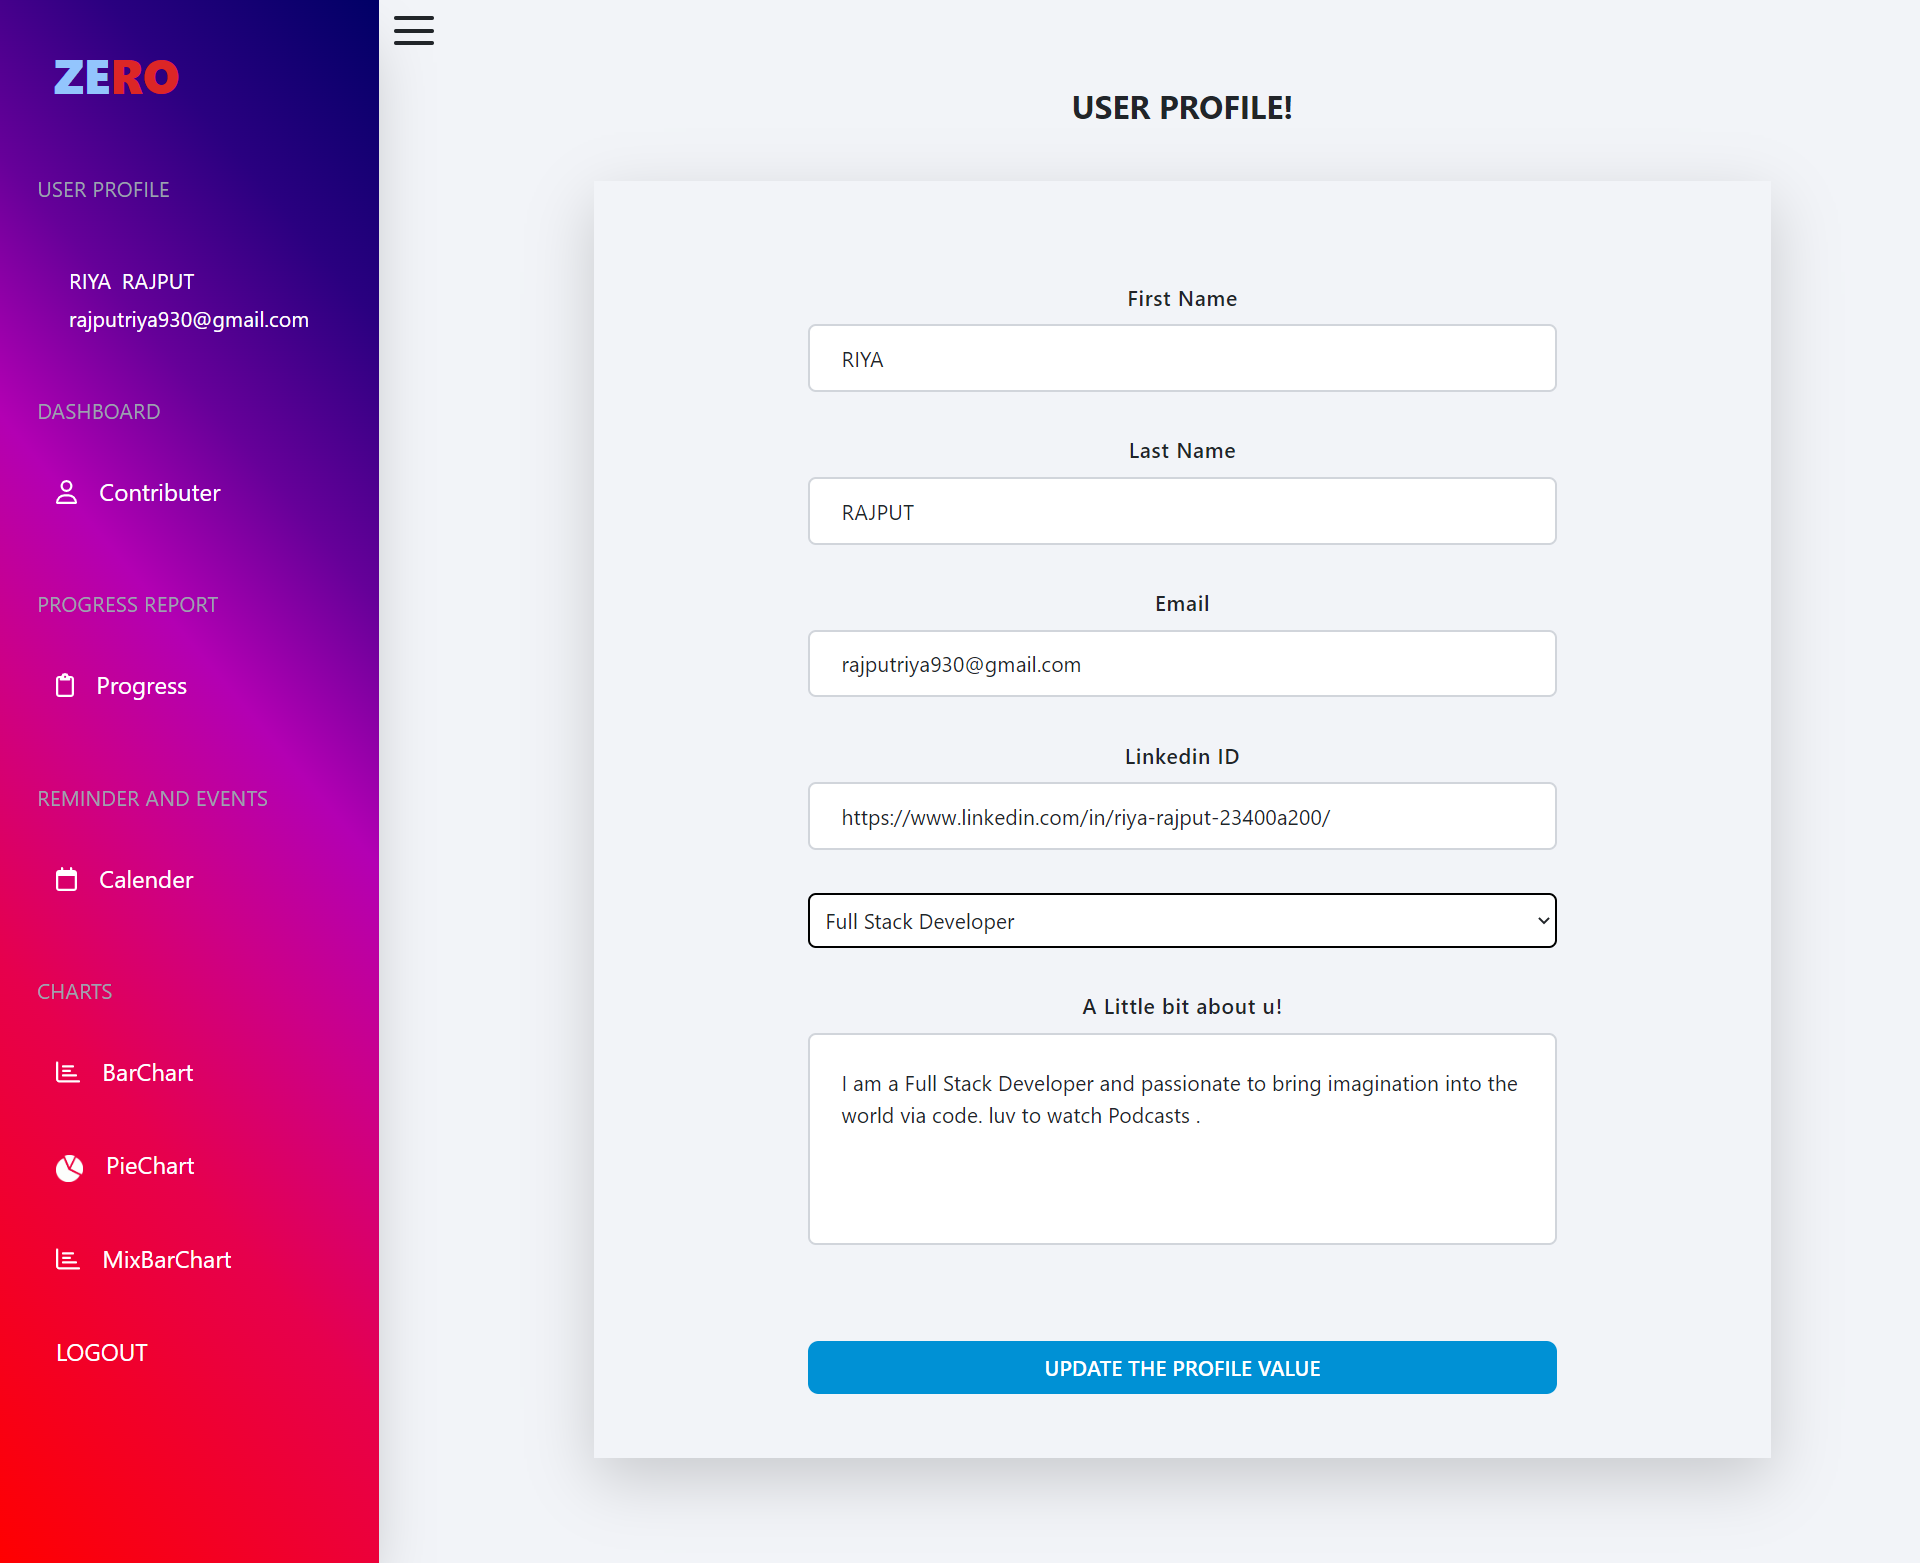 ZERO
USER PROFILE
RIYA RAJPUT
rajputriya930@gmail.com
DASHBOARD
Contributer
PROGRESS REPORT
Progress
REMINDER AND EVENTS
Calender
CHARTS
BarChart
PieChart
MixBarChart
LOGOUT
USER PROFILE!
First Name
RIYA
Last Name
RAJPUT
Email
rajputriya930@gmail.com
Linkedin ID
https://www.linkedin.com/in/riya-rajput-23400a200/
Full Stack Developer
A Little bit about u!
I am a Full Stack Developer and passionate to bring imagination into the
world via code. luv to watch Podcasts .
UPDATE THE PROFILE VALUE